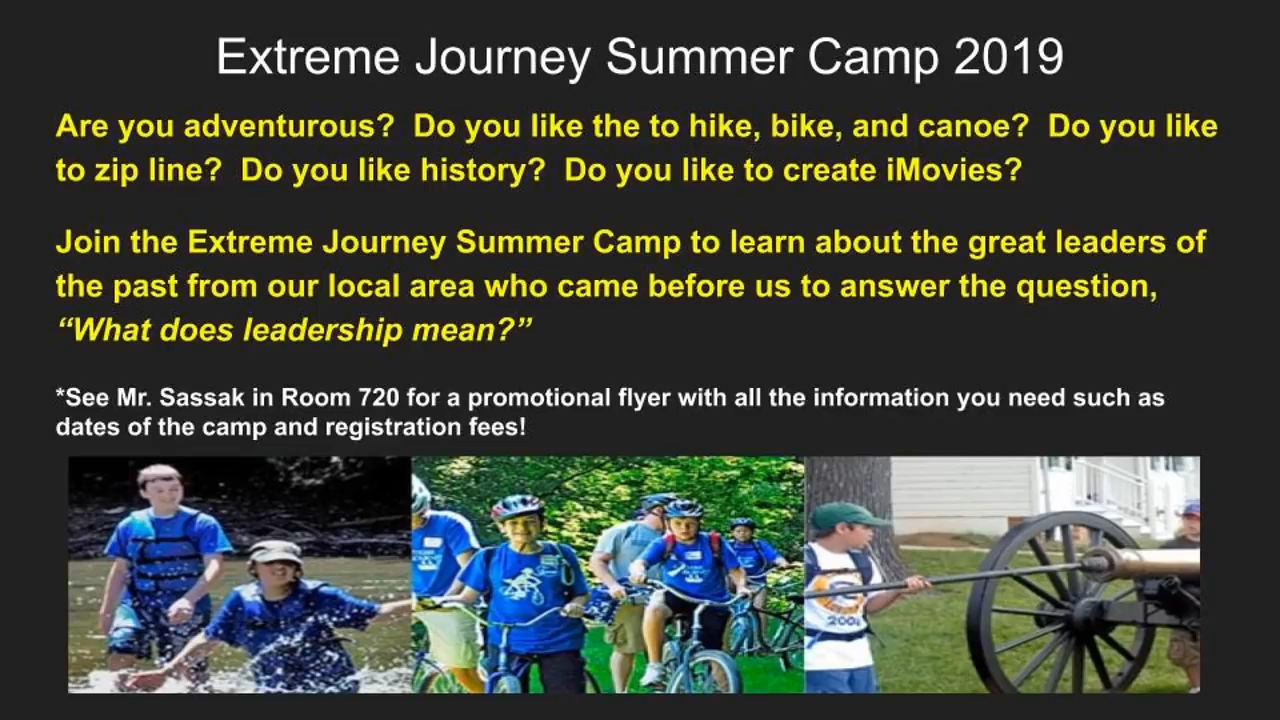 Extreme Journey Summer Camp 2019
Are you adventurous?  Do you like the to hike, bike, and canoe?  Do you like
to zip line?  Do you like history?  Do you like to create iMovies?
Join the Extreme Journey Summer Camp to learn about the great leaders of
the past from our local area who came before us to answer the question,
“What does leadership mean?”
*See Mr. Sassak in Room 720 for a promotional flyer with all the information you need such as
dates of the camp and registration fees!